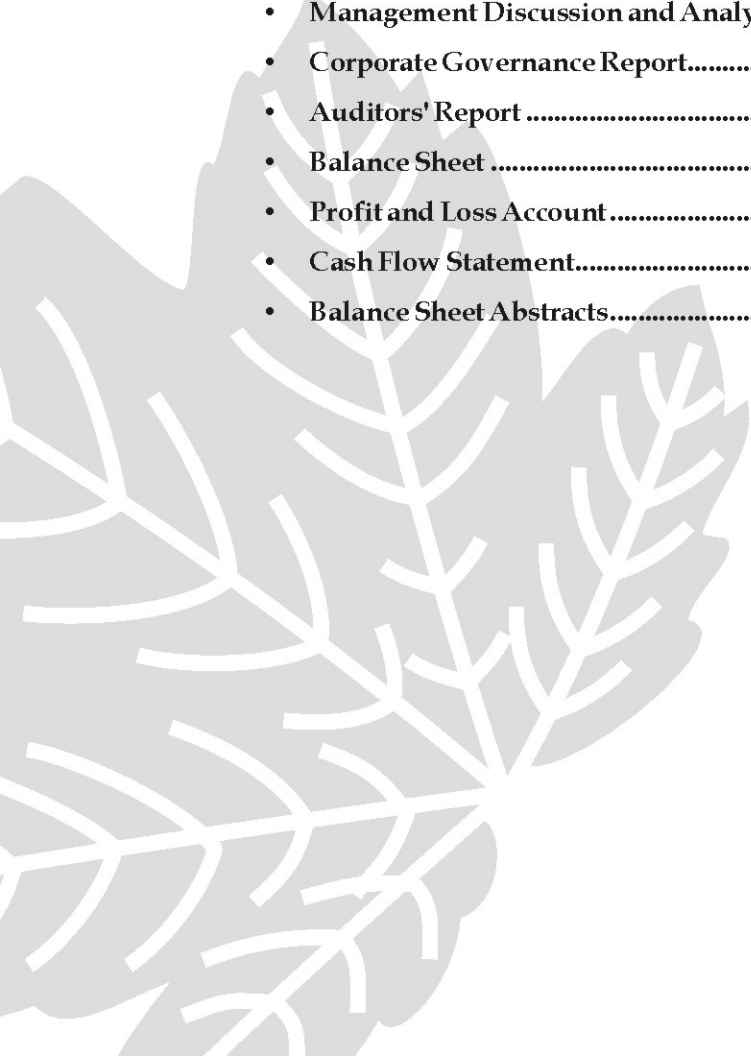 • Management Discussion and Analy
• Corporate Governance Report.........
• Auditors' Report ................................
• Balance Sheet .....................................
• Profit and Loss Account....................
• Cash Flow Statement.........................
• Balance Sheet Abstracts....................